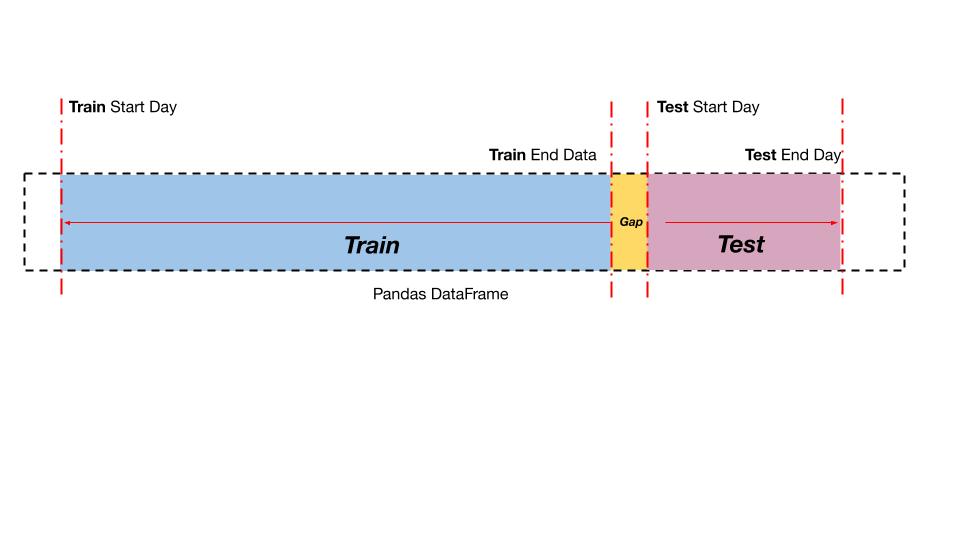 Train Start Day
Test Start Day
Train End Data
Test End Day
Gap
Train
Test
Pandas DataFrame